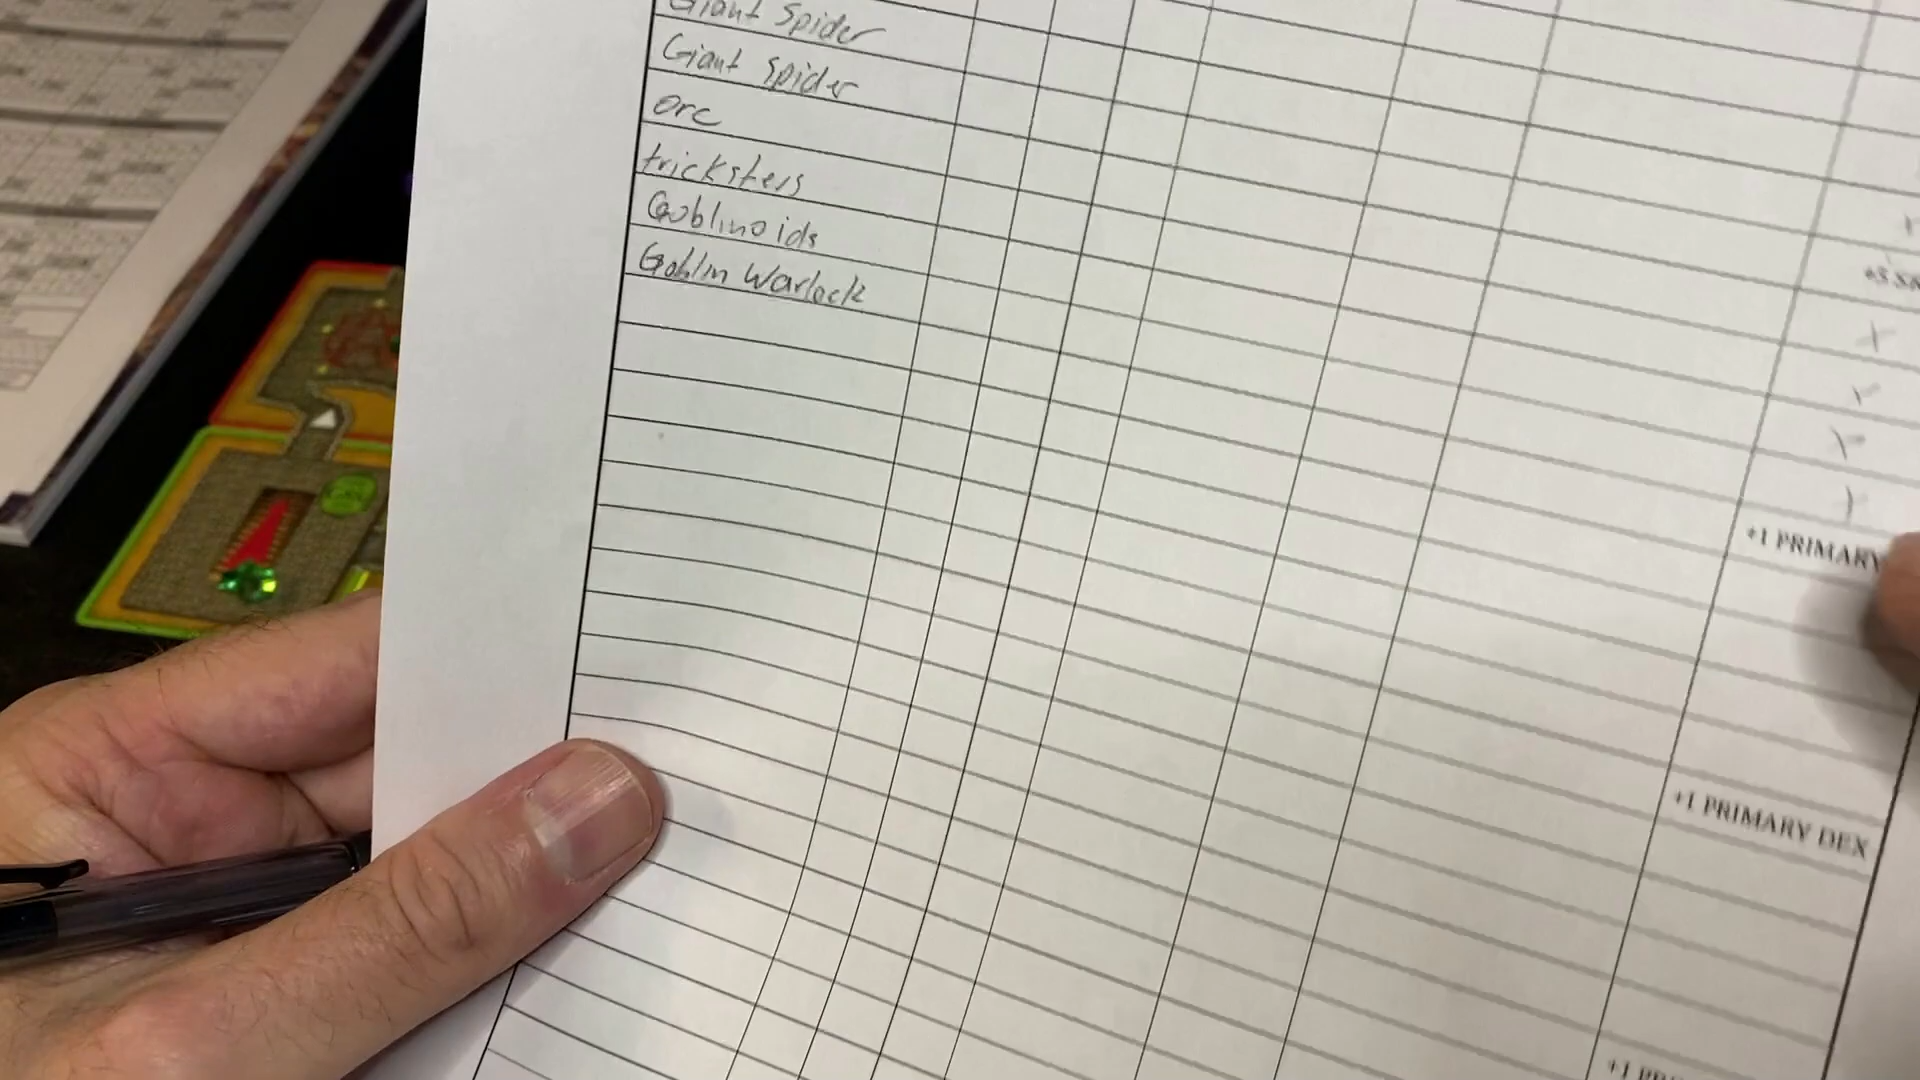 Giant Spider
Giant Spider
orc
tricksters
Goblinoids
Goblin Warlock
+1 PRIMARY
+1 PRIMARY DEX